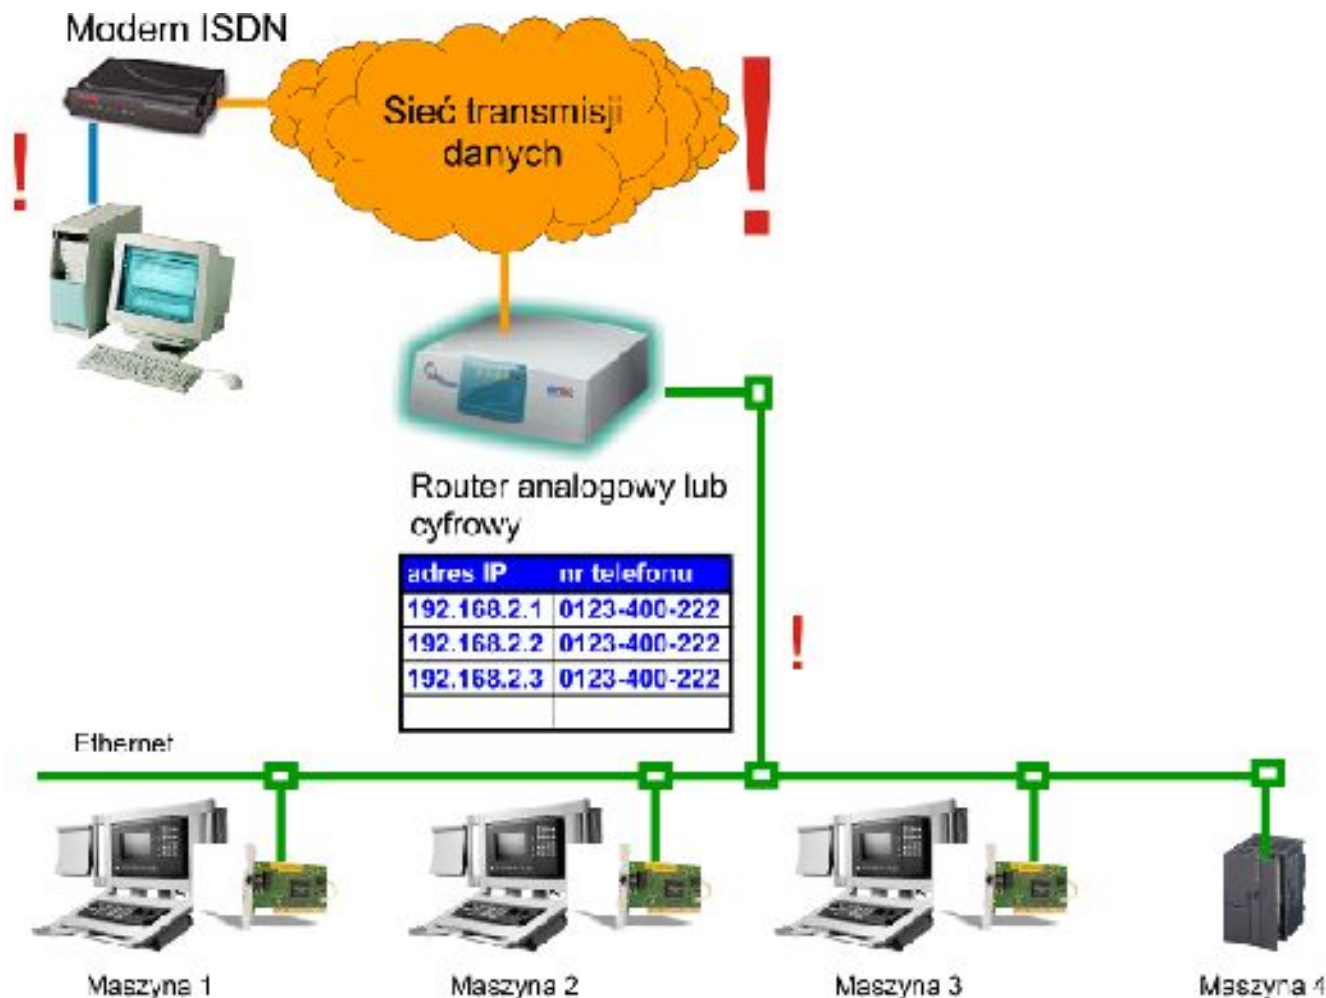 Modem ISDN
Sieć transmisji
danych
Router analogowy lub
cyfrowy
adres IP nr telefonu
192.168.2.1 0123-400-222
192.168.2.2 0123-400-222
192.168.2.3 0123-400-222
!
!
!
Ethernet
Maszyna 1 Maszyna 2 Maszyna 3 Maszyna 4